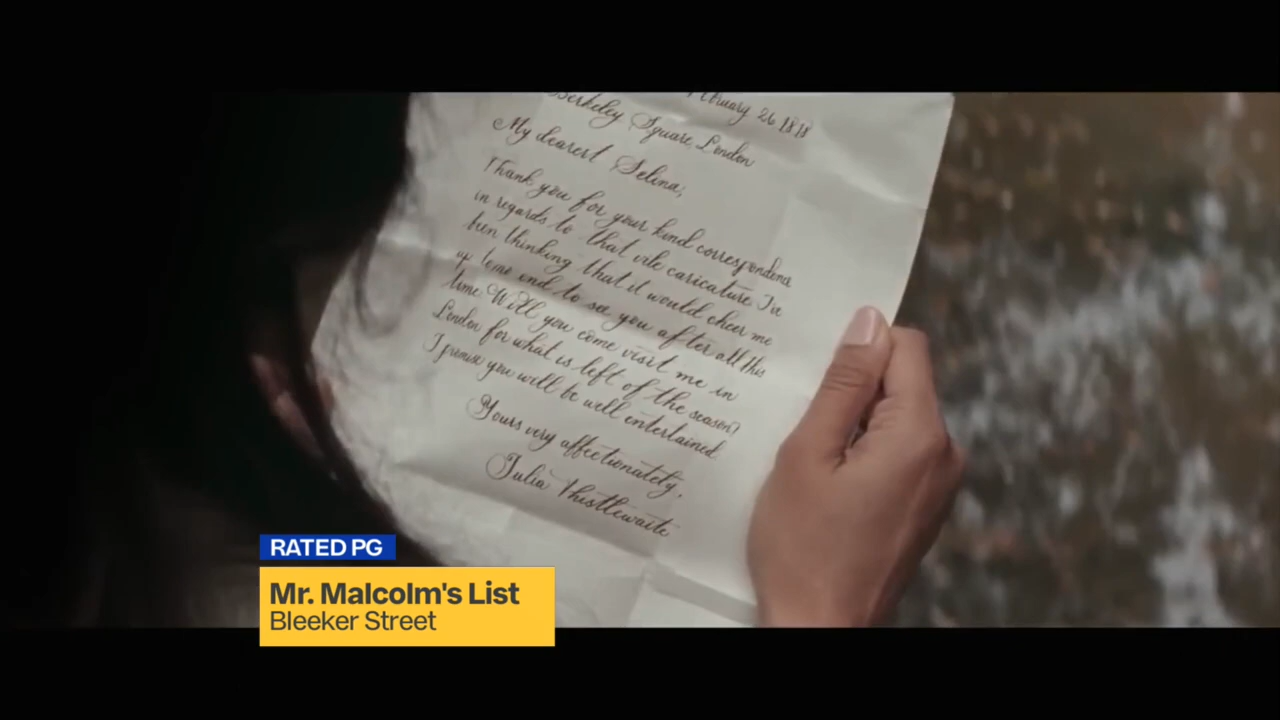 February 26 1818
Berkeley Square, London
My dearest Selina,
Thank you for your kind correspondence
in regards to that vile caricature. I've
been thinking that it would cheer me
up to me end to see you after all this
time. Will you come visit me in
London for what is left of the season?
I promise you will be well entertained.
Yours very affectionately,
Julia Thistlewaite
RATED PG
Mr. Malcolm's List
Bleeker Street